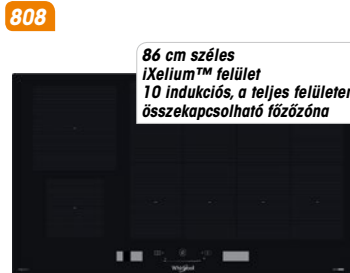 808
86 cm széles
iXelium™ felület
10 indukciós, a teljes felületen
összekapcsolható főzőzóna
Whirlpool